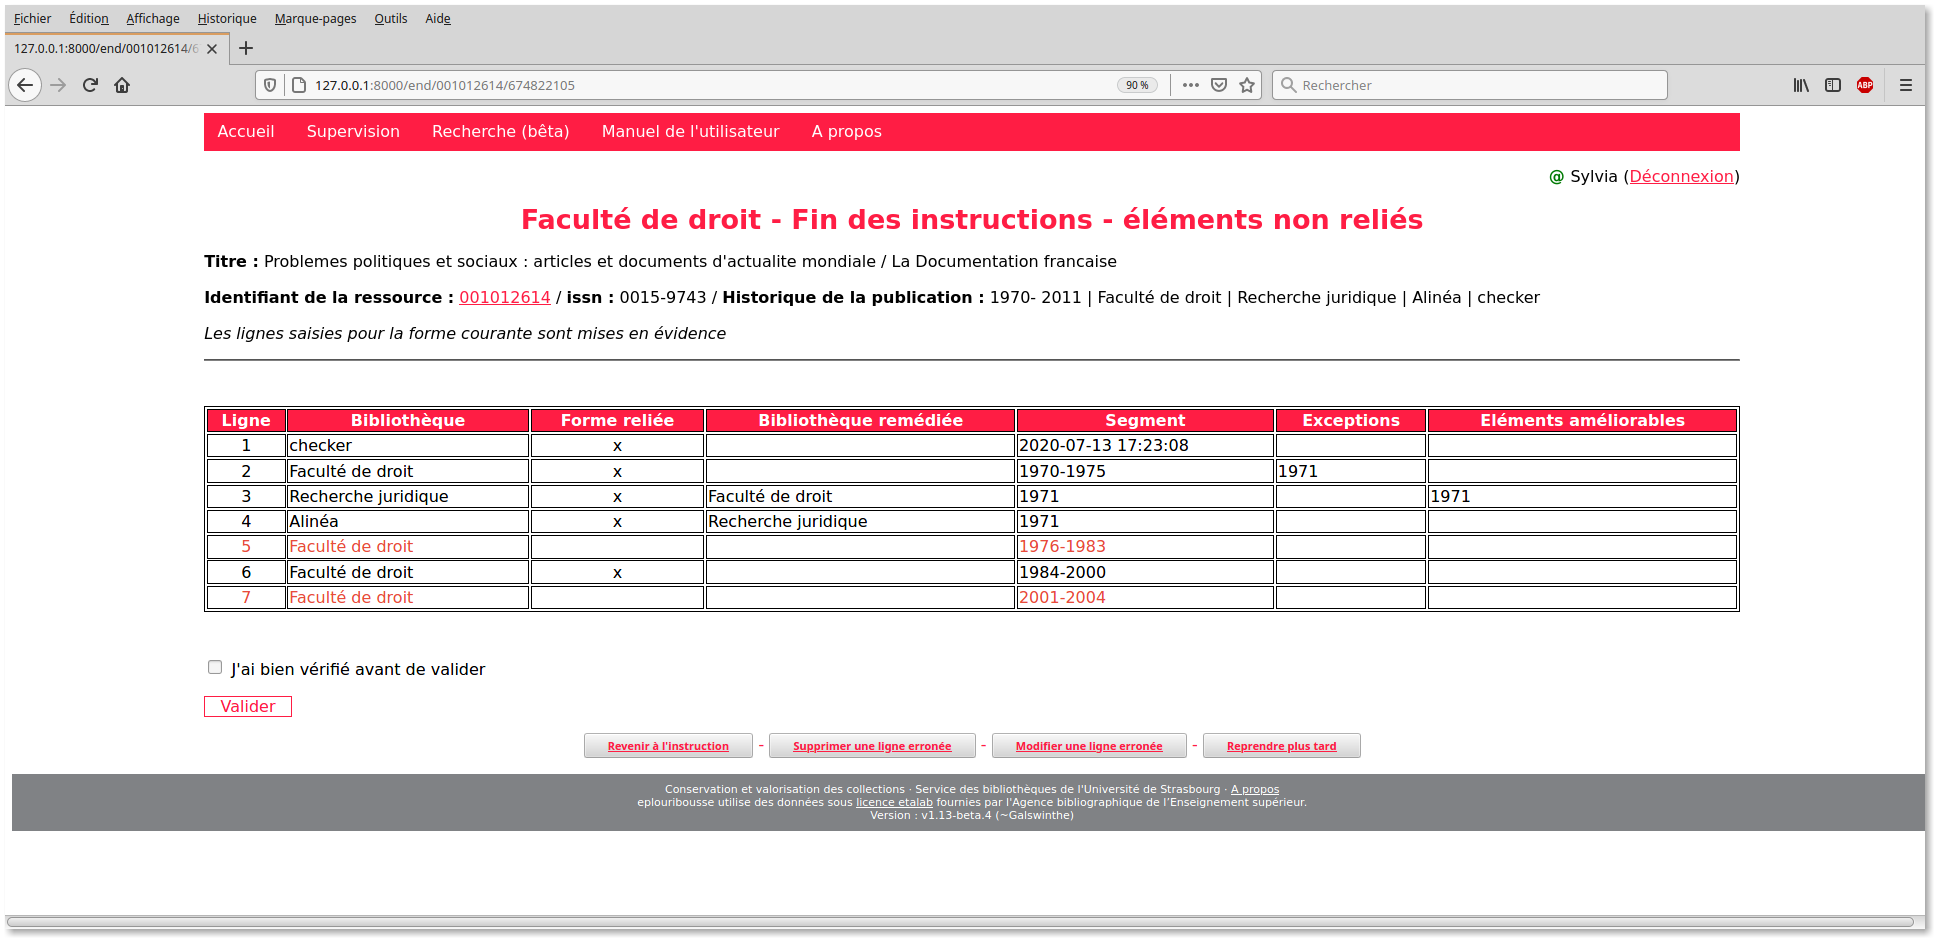 Fichier Édition Affichage Historique Marque-pages Outils Aide
127.0.0.1:8000/end/001012614/6
127.0.0.1:8000/end/001012614/674822105 90 % Rechercher ABP
Accueil Supervision Recherche (bêta) Manuel de l'utilisateur A propos
@ Sylvia (Déconnexion)
Faculté de droit - Fin des instructions - éléments non reliés
Titre : Problemes politiques et sociaux : articles et documents d'actualite mondiale / La Documentation francaise
Identifiant de la ressource : 001012614 / issn : 0015-9743 / Historique de la publication : 1970- 2011 | Faculté de droit | Recherche juridique | Alinéa | checker
Les lignes saisies pour la forme courante sont mises en évidence
Ligne Bibliothèque Forme reliée Bibliothèque remédiée Segment Exceptions Eléments améliorables
1 checker x 2020-07-13 17:23:08
2 Faculté de droit x 1970-1975 1971
3 Recherche juridique x Faculté de droit 1971 1971
4 Alinéa x Recherche juridique 1971
5 Faculté de droit 1976-1983
6 Faculté de droit x 1984-2000
7 Faculté de droit 2001-2004
J'ai bien vérifié avant de valider
Valider
Revenir à l'instruction - Supprimer une ligne erronée - Modifier une ligne erronée - Reprendre plus tard
Conservation et valorisation des collections · Service des bibliothèques de l'Université de Strasbourg · A propos
eplouribousse utilise des données sous licence etalab fournies par l'Agence bibliographique de l'Enseignement supérieur.
Version : v1.13-beta.4 (~Galswinthe)